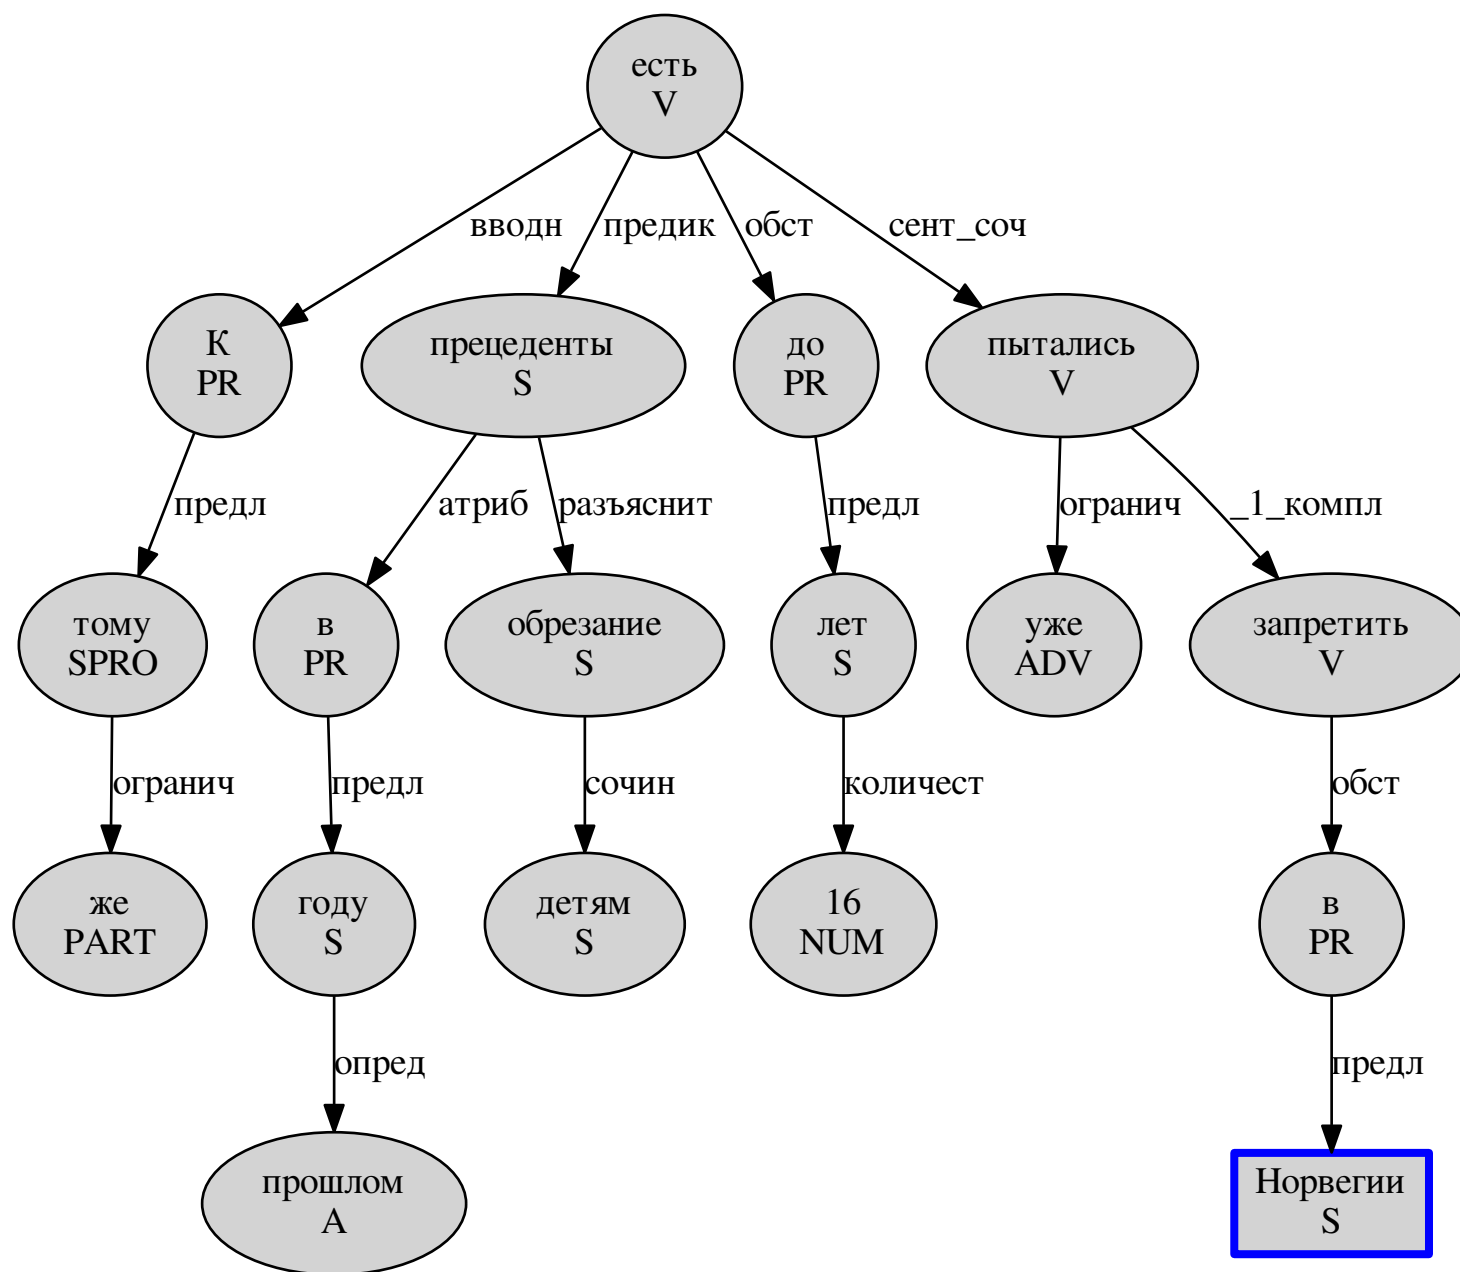 есть
V
вводн предик обст сент_соч
К
PR
прецеденты
S
до
PR
пытались
V
предл атриб разъяснит предл огранич _1_компл
тому
SPRO
в
PR
обрезание
S
лет
S
уже
ADV
запретить
V
огранич предл сочин количест обст
же
PART
году
S
детям
S
16
NUM
в
PR
опред предл
прошлом
A
Норвегии
S